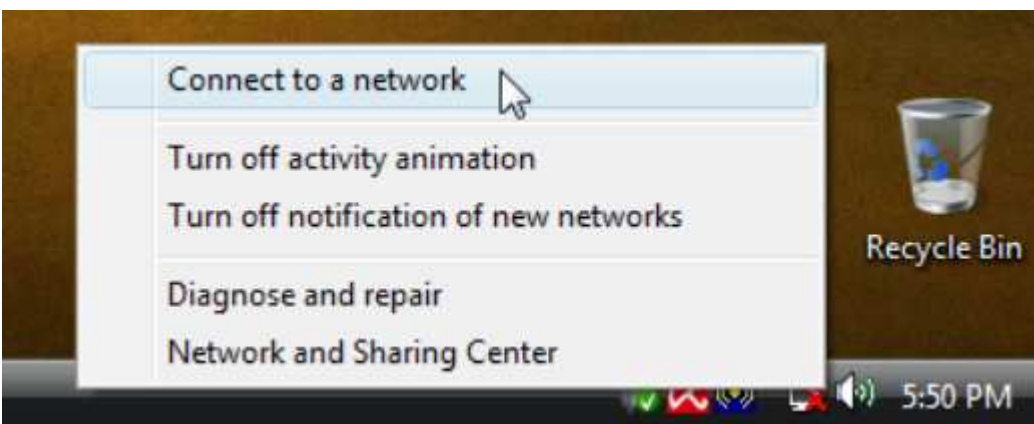 Connect to a network
Turn off activity animation
Turn off notification of new networks
Recycle Bin
Diagnose and repair
Network and Sharing Center
5:50 PM